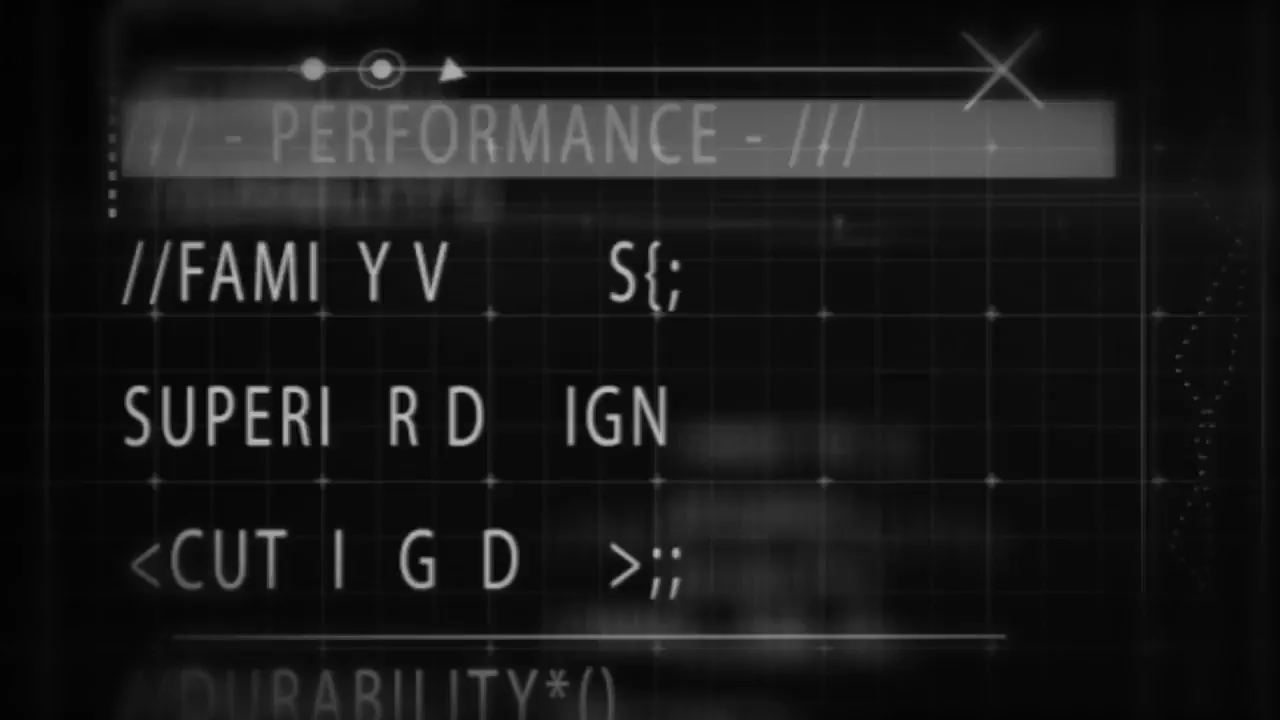 /// - PERFORMANCE - ///
//FAMI Y V S{;
SUPERI R D IGN
<CUT I G D >;;
//DURABILITY*()